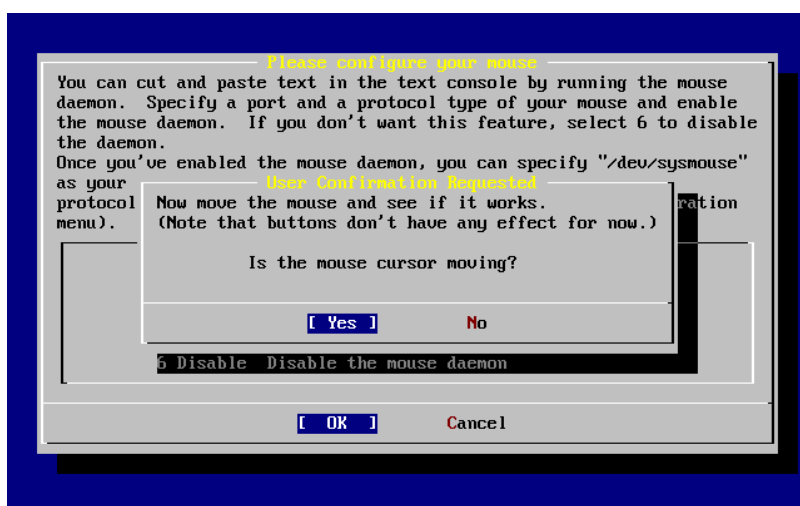 Please configure your mouse
You can cut and paste text in the text console by running the mouse
daemon.  Specify a port and a protocol type of your mouse and enable
the mouse daemon.  If you don't want this feature, select 6 to disable
the daemon.
Once you've enabled the mouse daemon, you can specify "/dev/sysmouse"
as your
User Confirmation Requested
protocol
ration
menu).
Now move the mouse and see if it works.
(Note that buttons don't have any effect for now.)
Is the mouse cursor moving?
[ Yes ]    No
6 Disable  Disable the mouse daemon
[  OK  ]    Cancel